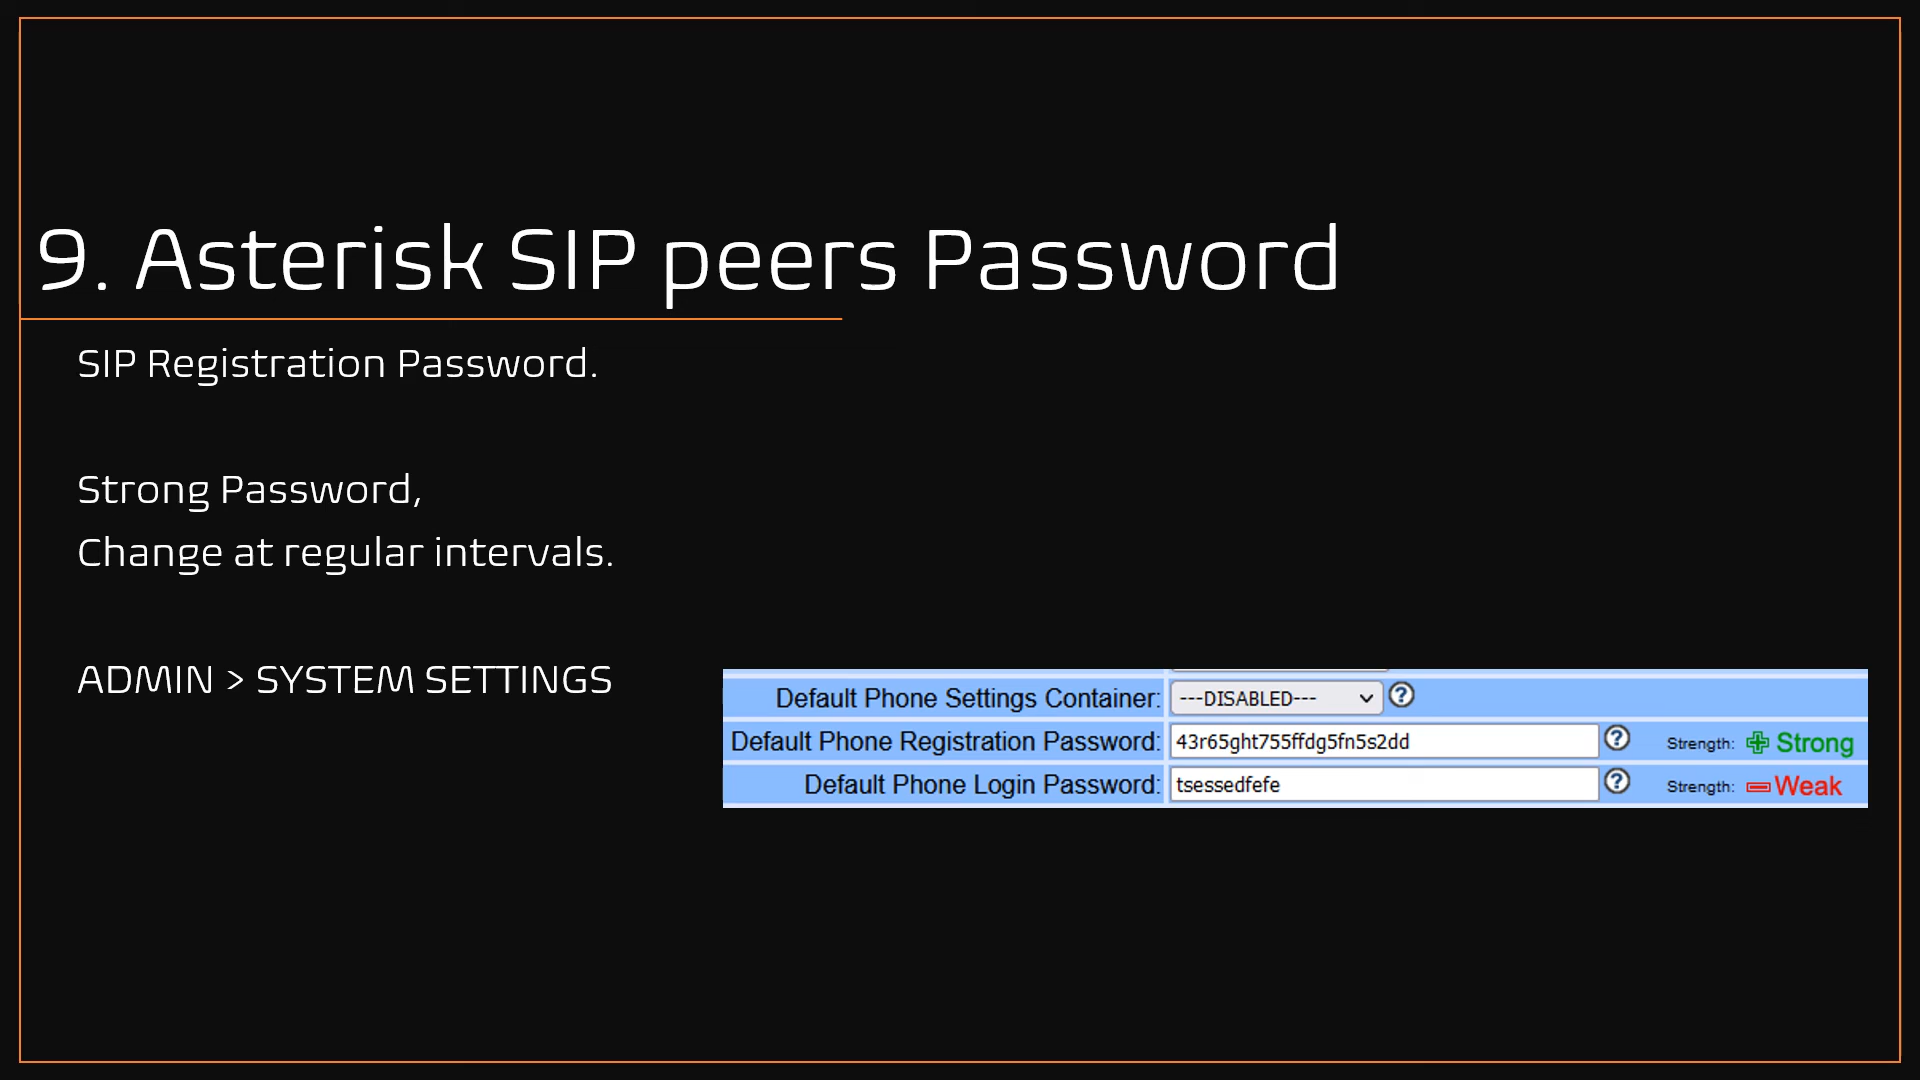 9. Asterisk SIP peers Password
SIP Registration Password.
Strong Password,
Change at regular intervals.
ADMIN > SYSTEM SETTINGS
Default Phone Settings Container: ---DISABLED---
Default Phone Registration Password: 43r65ght755ffdg5fn5s2dd Strength: Strong
Default Phone Login Password: tsessedfefe Strength: Weak